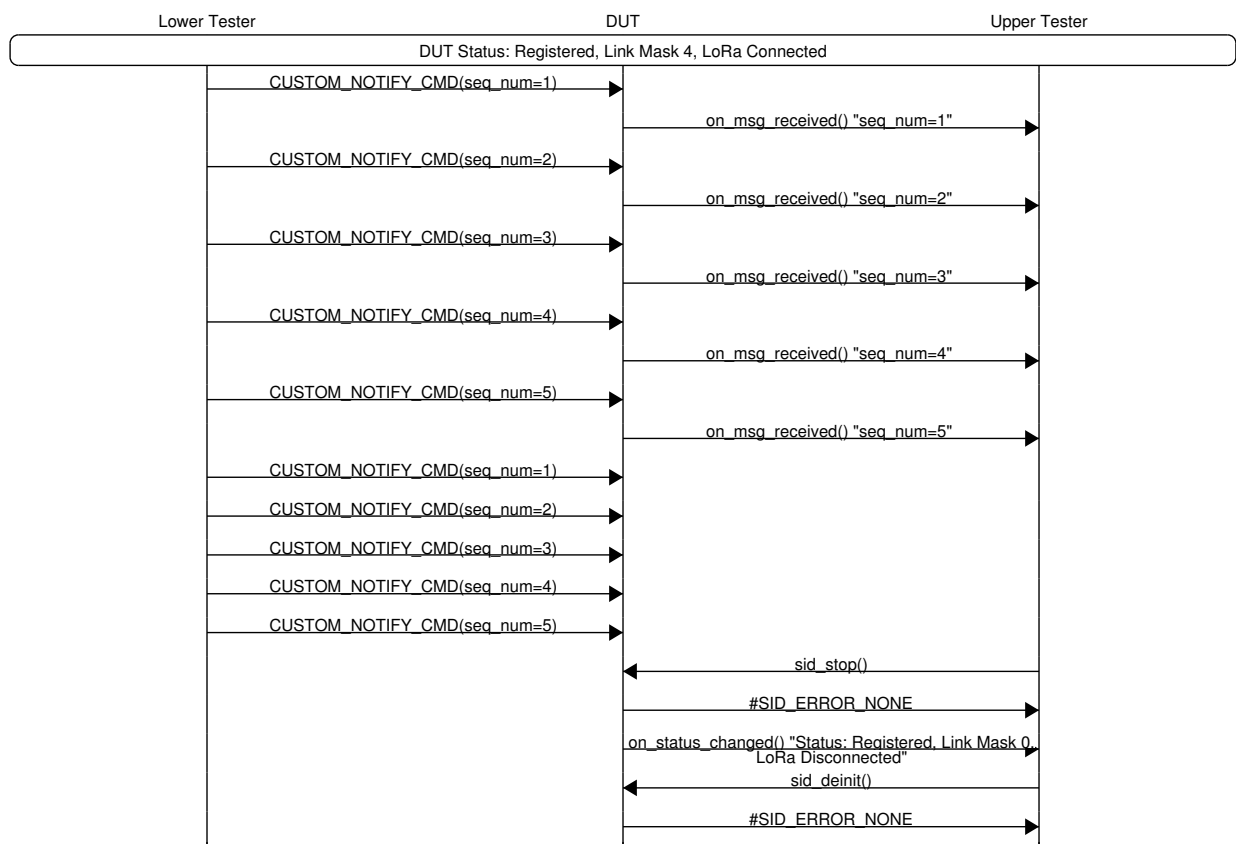 Lower Tester DUT Upper Tester
DUT Status: Registered, Link Mask 4, LoRa Connected
CUSTOM_NOTIFY_CMD(seq_num=1)
on_msg_received() "seq_num=1"
CUSTOM_NOTIFY_CMD(seq_num=2)
on_msg_received() "seq_num=2"
CUSTOM_NOTIFY_CMD(seq_num=3)
on_msg_received() "seq_num=3"
CUSTOM_NOTIFY_CMD(seq_num=4)
on_msg_received() "seq_num=4"
CUSTOM_NOTIFY_CMD(seq_num=5)
on_msg_received() "seq_num=5"
CUSTOM_NOTIFY_CMD(seq_num=1)
CUSTOM_NOTIFY_CMD(seq_num=2)
CUSTOM_NOTIFY_CMD(seq_num=3)
CUSTOM_NOTIFY_CMD(seq_num=4)
CUSTOM_NOTIFY_CMD(seq_num=5)
sid_stop()
#SID_ERROR_NONE
on_status_changed() "Status: Registered, Link Mask 0,
LoRa Disconnected"
sid_deinit()
#SID_ERROR_NONE